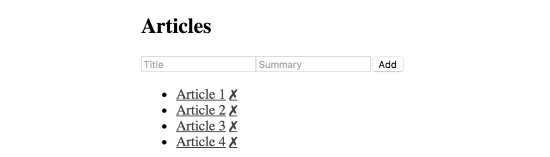 Articles
Title Summary Add
Article 1 ✗
Article 2 ✗
Article 3 ✗
Article 4 ✗